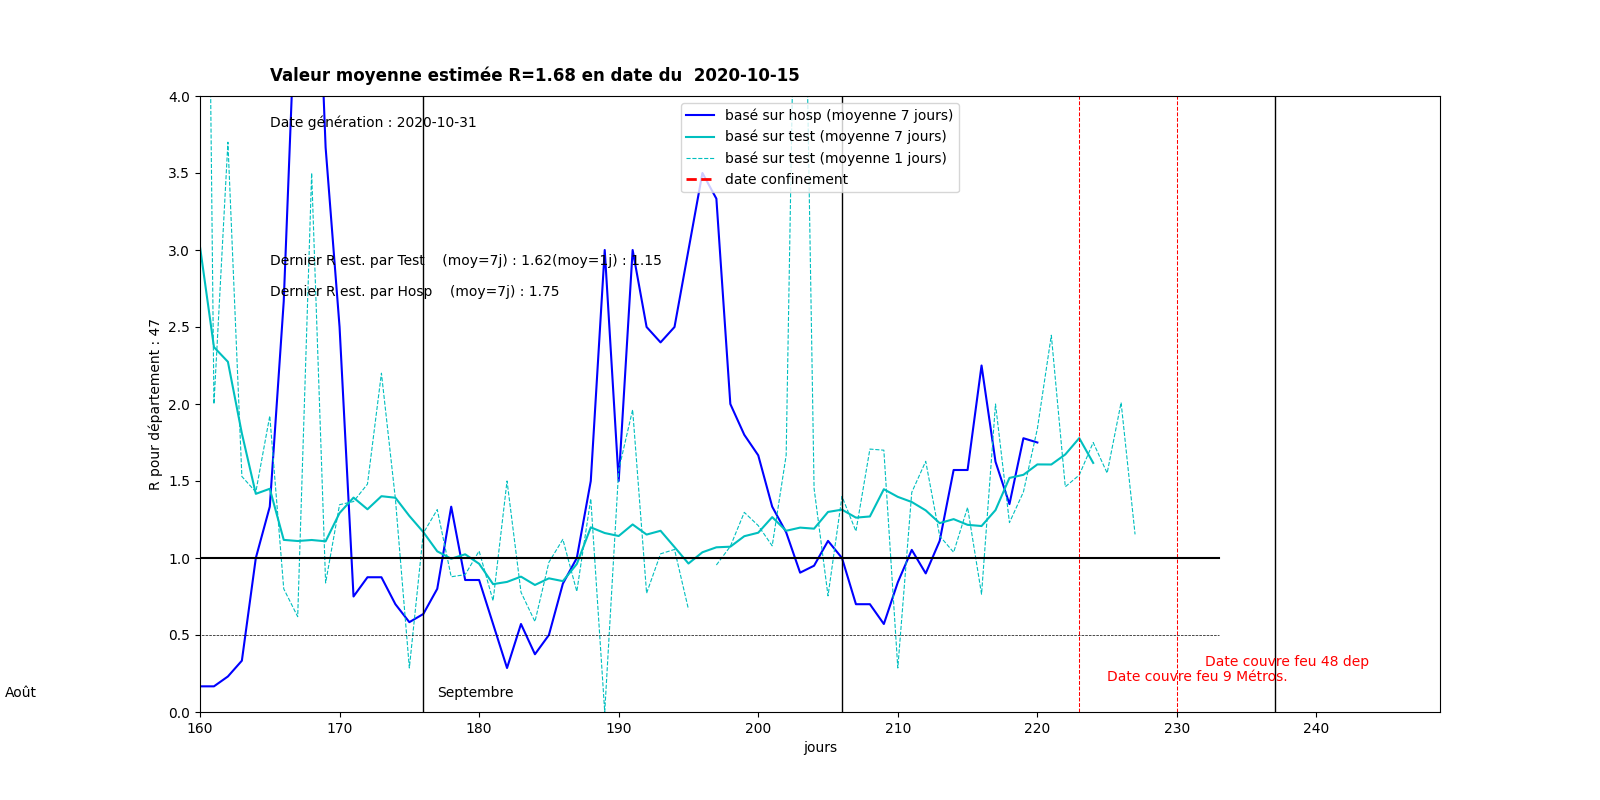 Valeur moyenne estimée R=1.68 en date du  2020-10-15
4.0
Date génération : 2020-10-31
basé sur hosp (moyenne 7 jours)
basé sur test (moyenne 7 jours)
basé sur test (moyenne 1 jours)
date confinement
3.5
3.0
Dernier R est. par Test    (moy=7j) : 1.62(moy=1j) : 1.15
Dernier R est. par Hosp    (moy=7j) : 1.75
2.5
R pour département : 47
2.0
1.5
1.0
0.5
Date couvre feu 48 dep
Date couvre feu 9 Métros.
Août
Septembre
0.0
160 170 180 190 200 210 220 230 240
jours